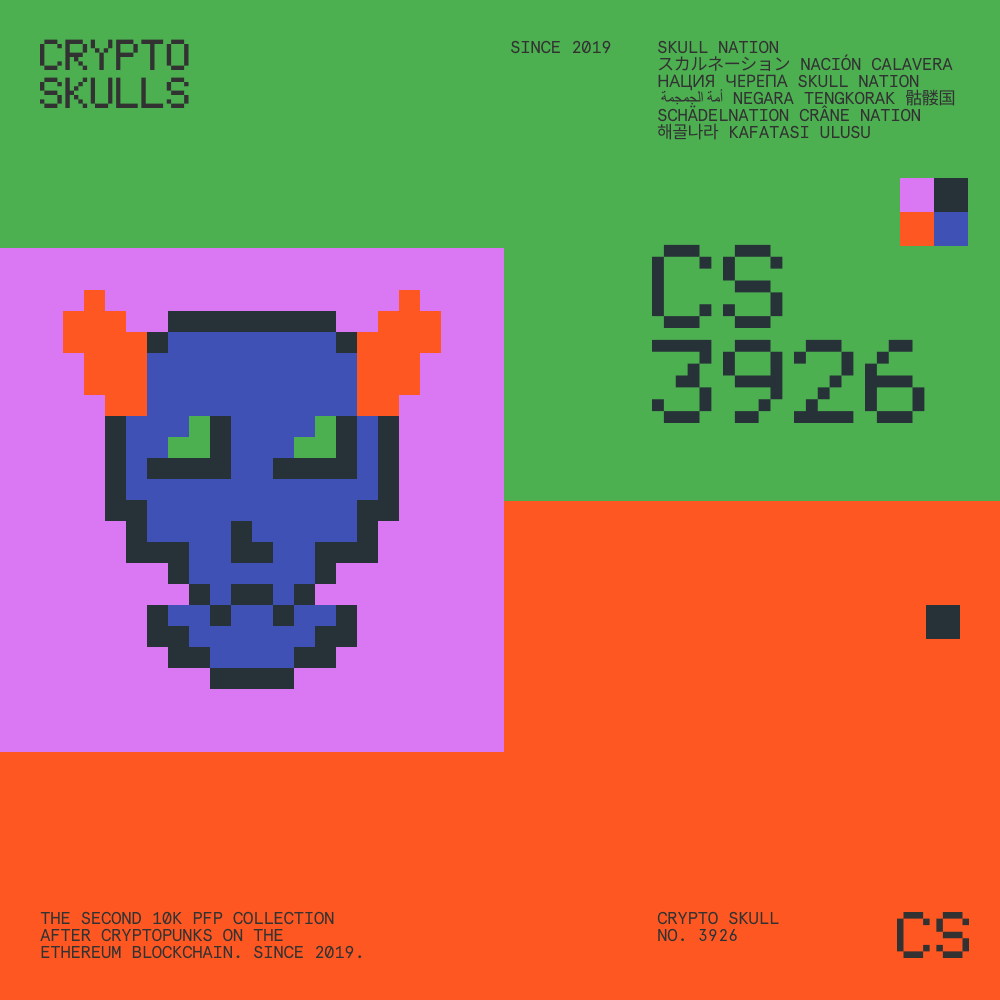 CRYPTO
SKULLS
SINCE 2019
SKULL NATION
スカルネーション NACIÓN CALAVERA
НАЦИЯ ЧЕРЕПА SKULL NATION
أمة الجمجمة NEGARA TENGKORAK 骷髅国
SCHÄDELNATION CRÂNE NATION
해골나라 KAFATASI ULUSU
CS
3926
THE SECOND 10K PFP COLLECTION
AFTER CRYPTOPUNKS ON THE
ETHEREUM BLOCKCHAIN. SINCE 2019.
CRYPTO SKULL
NO. 3926
CS